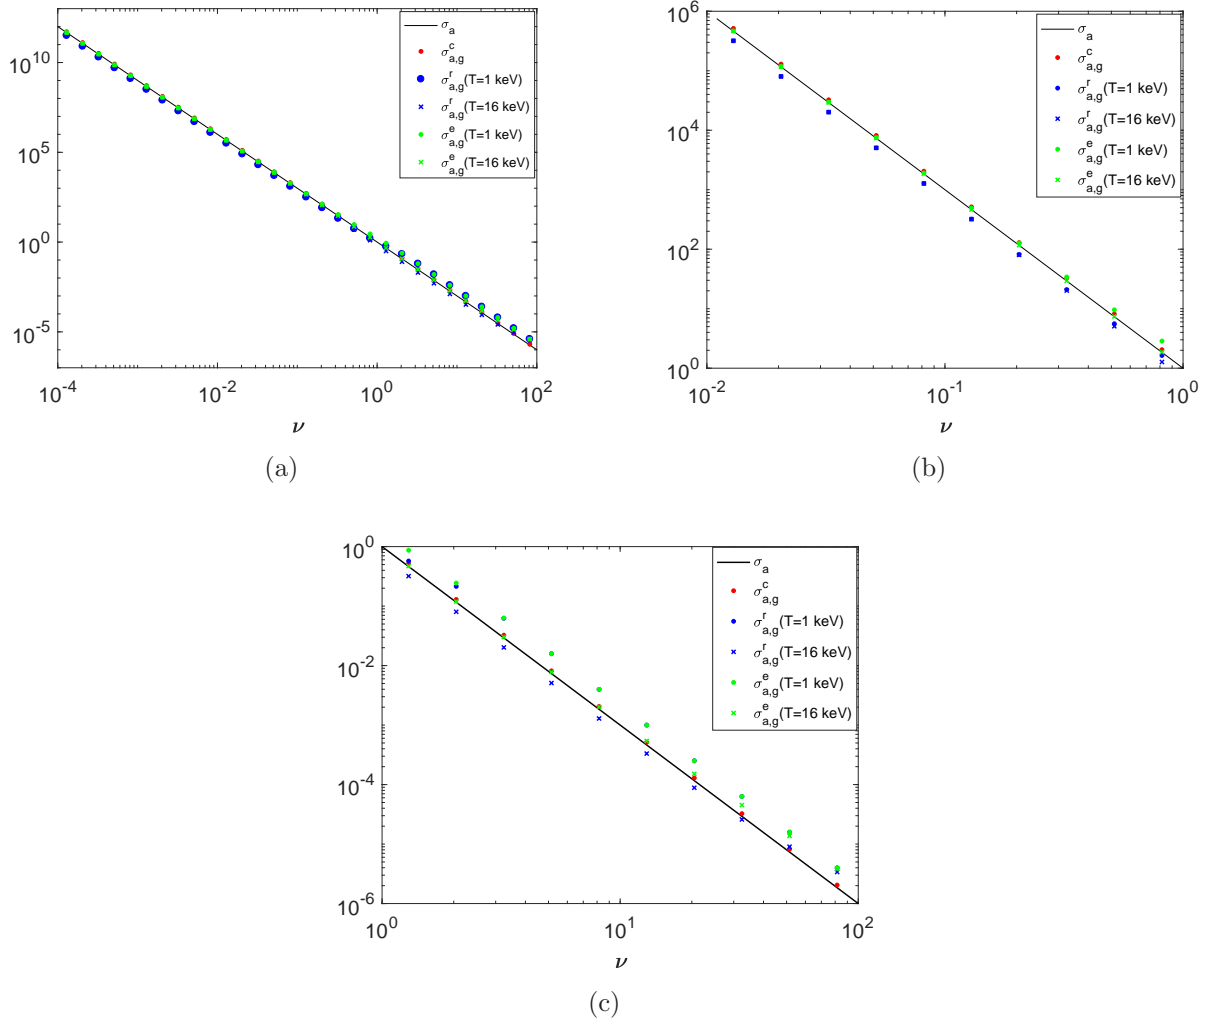 10^10
10^5
10^0
10^-5
10^-4
10^-2
10^0
10^2
ν
σ_a
σ^c_a,g
σ^r_a,g(T=1 keV)
σ^r_a,g(T=16 keV)
σ^e_a,g(T=1 keV)
σ^e_a,g(T=16 keV)
(a)
10^6
10^4
10^2
10^0
10^-2
10^-1
10^0
ν
σ_a
σ^c_a,g
σ^r_a,g(T=1 keV)
σ^r_a,g(T=16 keV)
σ^e_a,g(T=1 keV)
σ^e_a,g(T=16 keV)
(b)
10^0
10^-2
10^-4
10^-6
10^0
10^1
10^2
ν
σ_a
σ^c_a,g
σ^r_a,g(T=1 keV)
σ^r_a,g(T=16 keV)
σ^e_a,g(T=1 keV)
σ^e_a,g(T=16 keV)
(c)